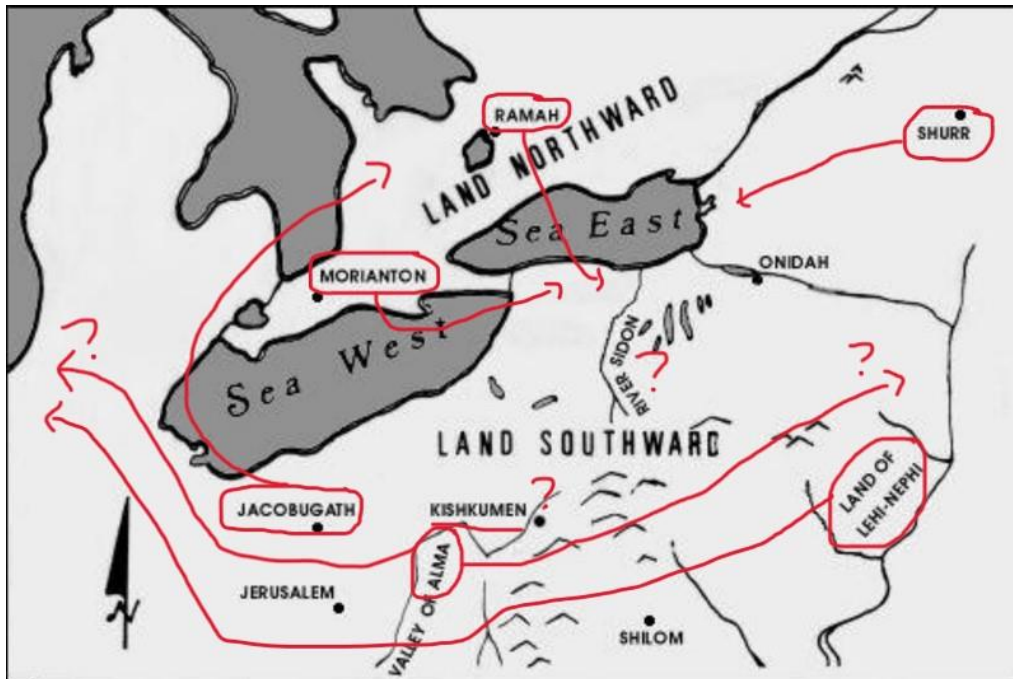 RAMAH
SHURR
LAND NORTHWARD
Sea East
ONIDAH
MORIANTON
?
Sea West
RIVER SIDON
?
?
LAND SOUTHWARD
LAND OF
LEHI-NEPHI
JACOBUGATH
KISHKUMEN
?
JERUSALEM
VALLEY OF ALMA
SHILOM
N